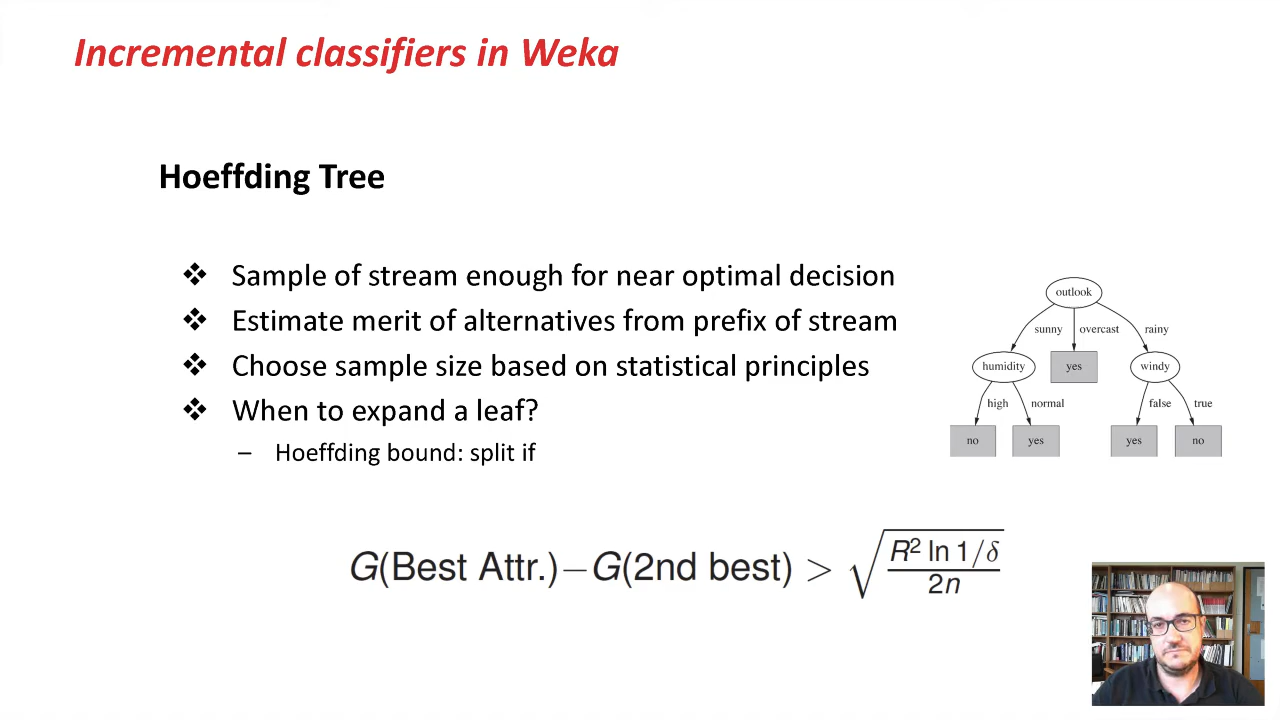 Incremental classifiers in Weka
Hoeffding Tree
❖ Sample of stream enough for near optimal decision
❖ Estimate merit of alternatives from prefix of stream
❖ Choose sample size based on statistical principles
❖ When to expand a leaf?
– Hoeffding bound: split if
outlook
sunny overcast rainy
humidity yes windy
high normal false true
no yes yes no
G(Best Attr.)−G(2nd best) > √(R² ln 1/δ / 2n)